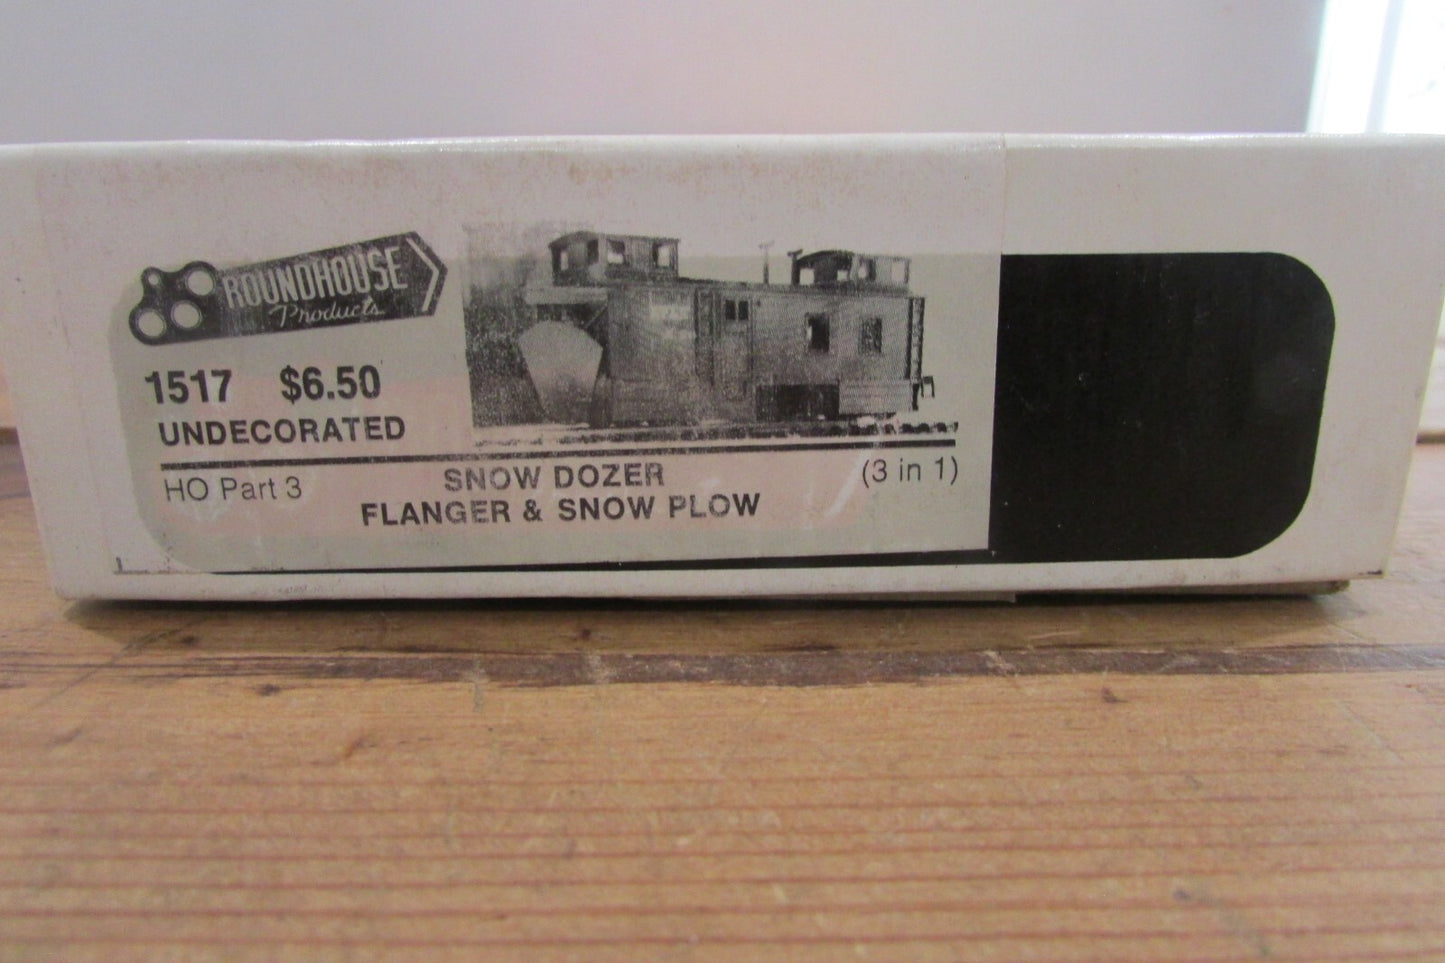 ROUNDHOUSE
Products
1517 $6.50
UNDECORATED
HO Part 3 SNOW DOZER (3 in 1)
FLANGER & SNOW PLOW